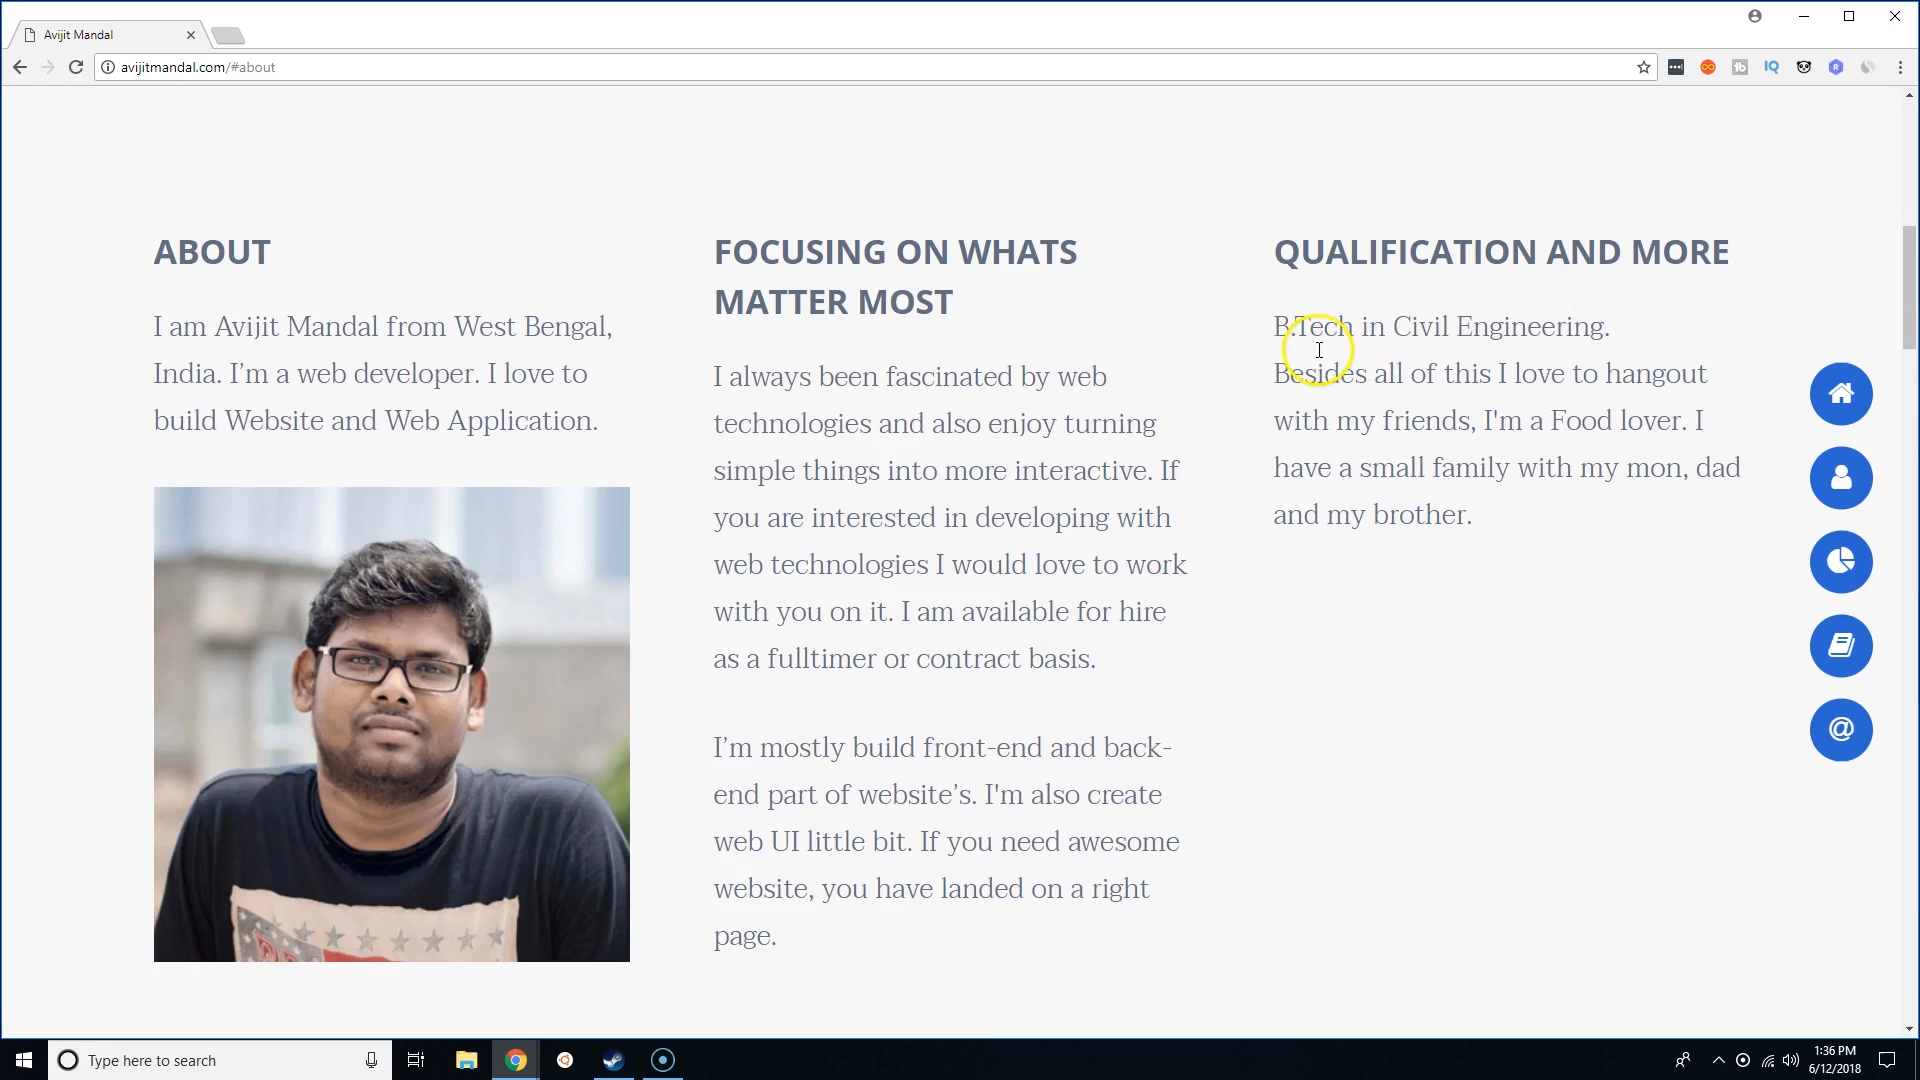 Avijit Mandal
avijitmandal.com/#about
IQ
ABOUT
I am Avijit Mandal from West Bengal,
India. I’m a web developer. I love to
build Website and Web Application.
FOCUSING ON WHATS
MATTER MOST
I always been fascinated by web
technologies and also enjoy turning
simple things into more interactive. If
you are interested in developing with
web technologies I would love to work
with you on it. I am available for hire
as a fulltimer or contract basis.
I’m mostly build front-end and back-
end part of website’s. I'm also create
web UI little bit. If you need awesome
website, you have landed on a right
page.
QUALIFICATION AND MORE
B.Tech in Civil Engineering.
Besides all of this I love to hangout
with my friends, I'm a Food lover. I
have a small family with my mon, dad
and my brother.
@
Type here to search
1:36 PM
6/12/2018